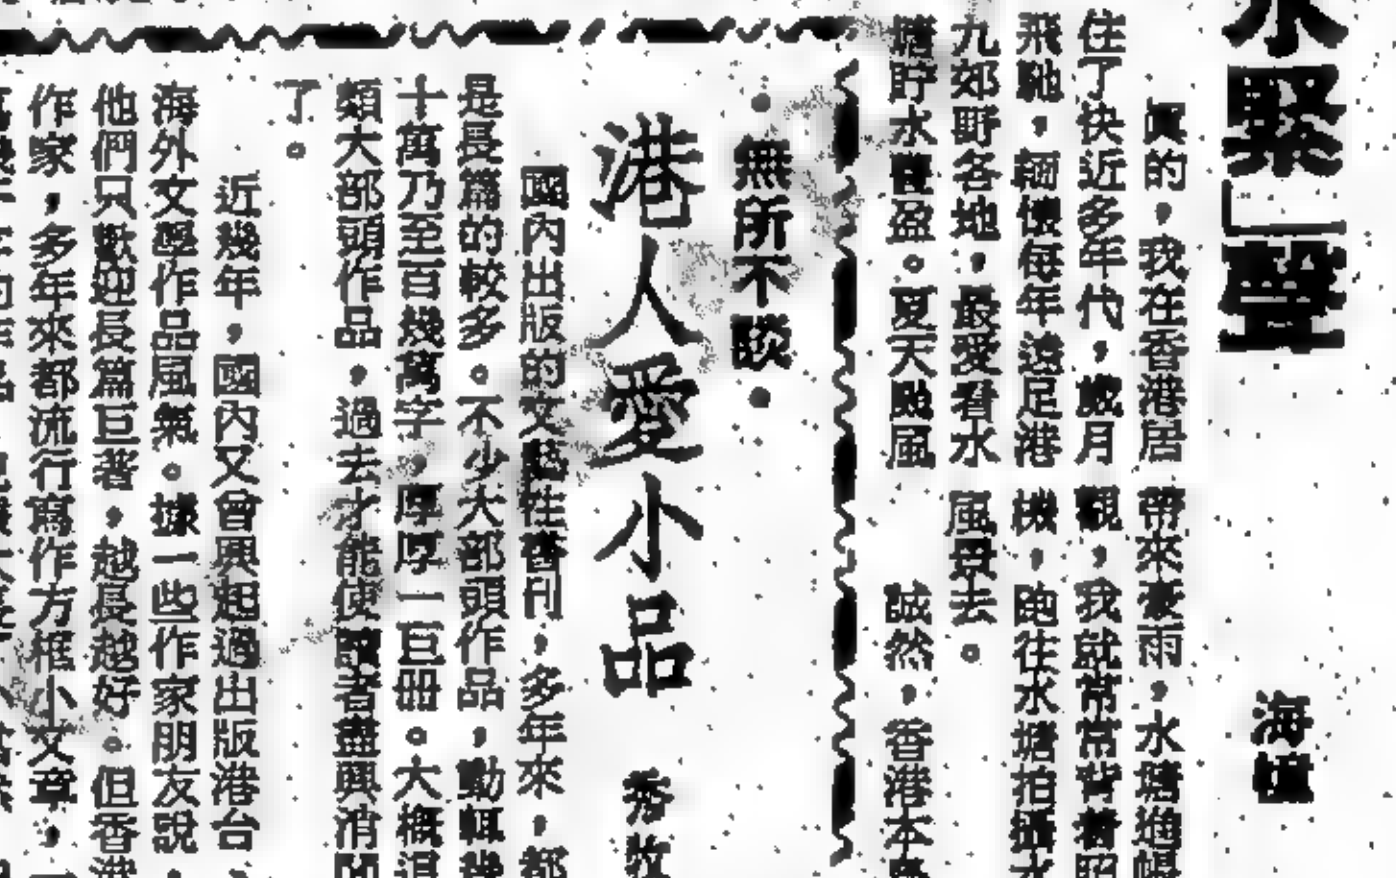 水緊」豐
海
真的，我在香港居
住了快近多年代，歲月
飛馳，緬懷每年遠足港
九郊野各地，最愛看水
塘貯水豐盈。夏天颱風
帶來豪雨，水塘
觀，我就常常背着照
機，跑往水塘拍攝水
風景去。
誠然，香港本
•無所不談•
港人愛小品
秀牧
國內出版的文藝性書刊，多年來，都
是長篇的較多。不少大部頭作品，動輒幾
十萬乃至百幾萬字，厚厚一巨冊。大概這
類大部頭作品，過去才能使讀者盡興消閒
了。
近幾年，國內又曾興起過出版港台
海外文學作品風氣。據一些作家朋友說，
他們只歡迎長篇巨著，越長越好。但香港
作家，多年來都流行寫作方框小文章，